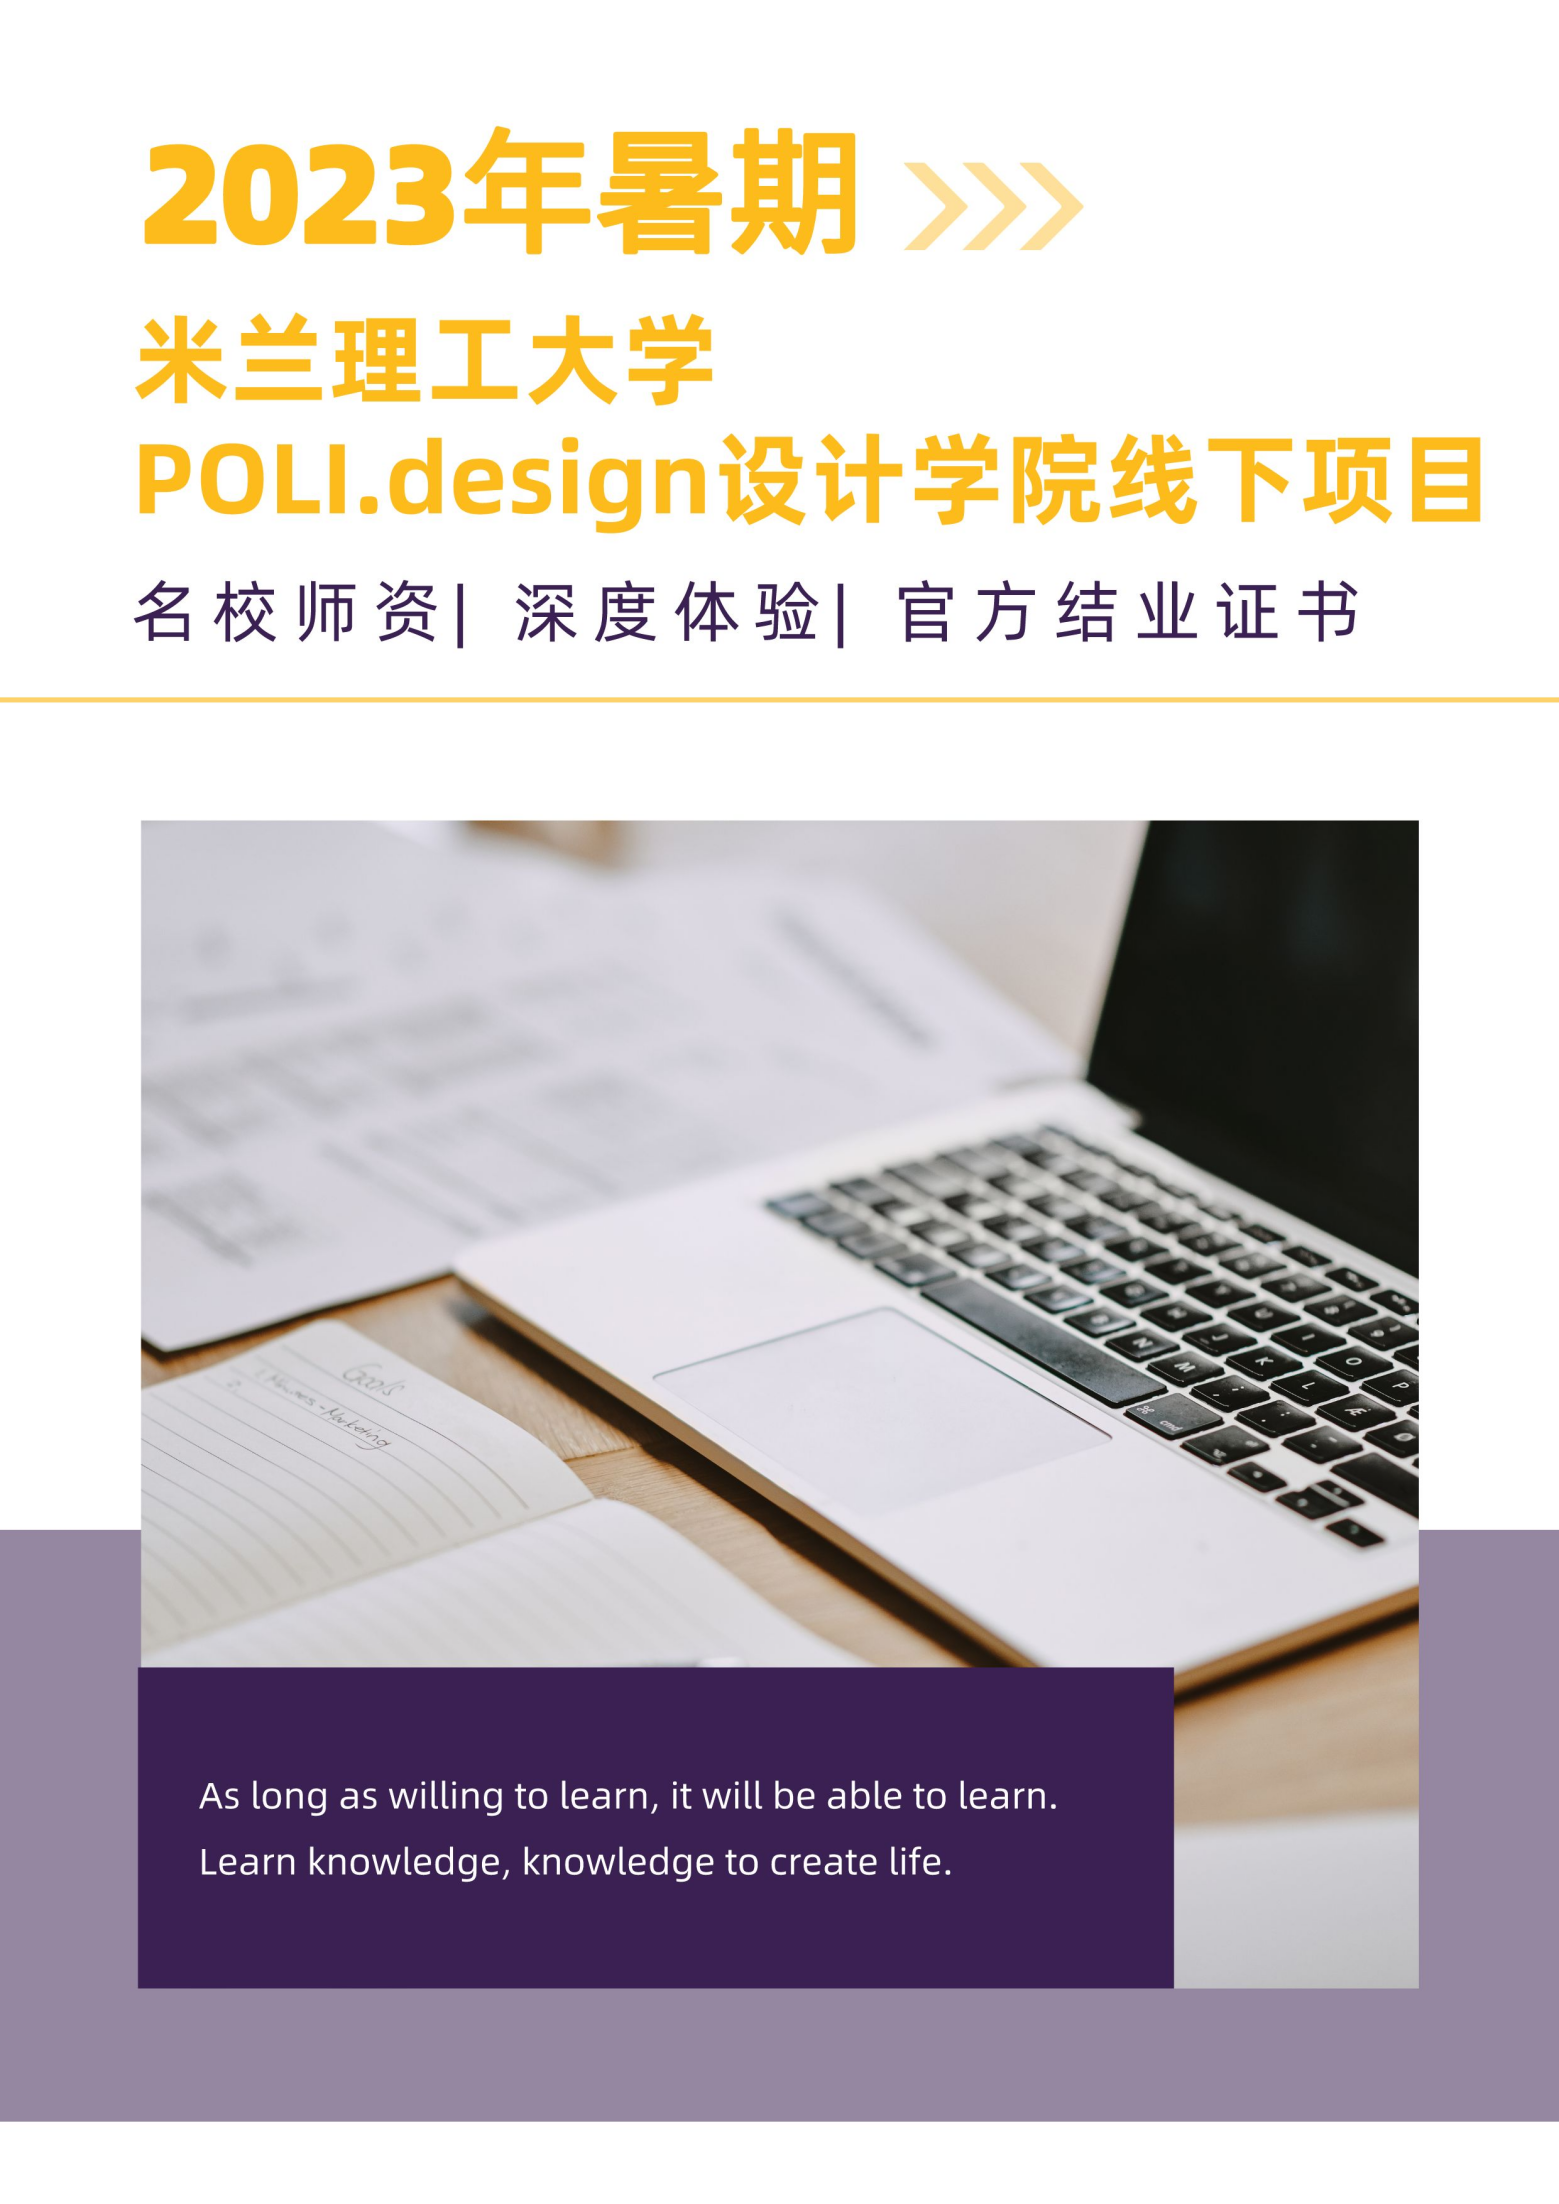 2023年暑期
米兰理工大学
POLI.design设计学院线下项目
名校师资| 深度体验| 官方结业证书
Goals
Marketing
N
M
K
O
L
P
Æ
Ø
cmd
As long as willing to learn, it will be able to learn.
Learn knowledge, knowledge to create life.